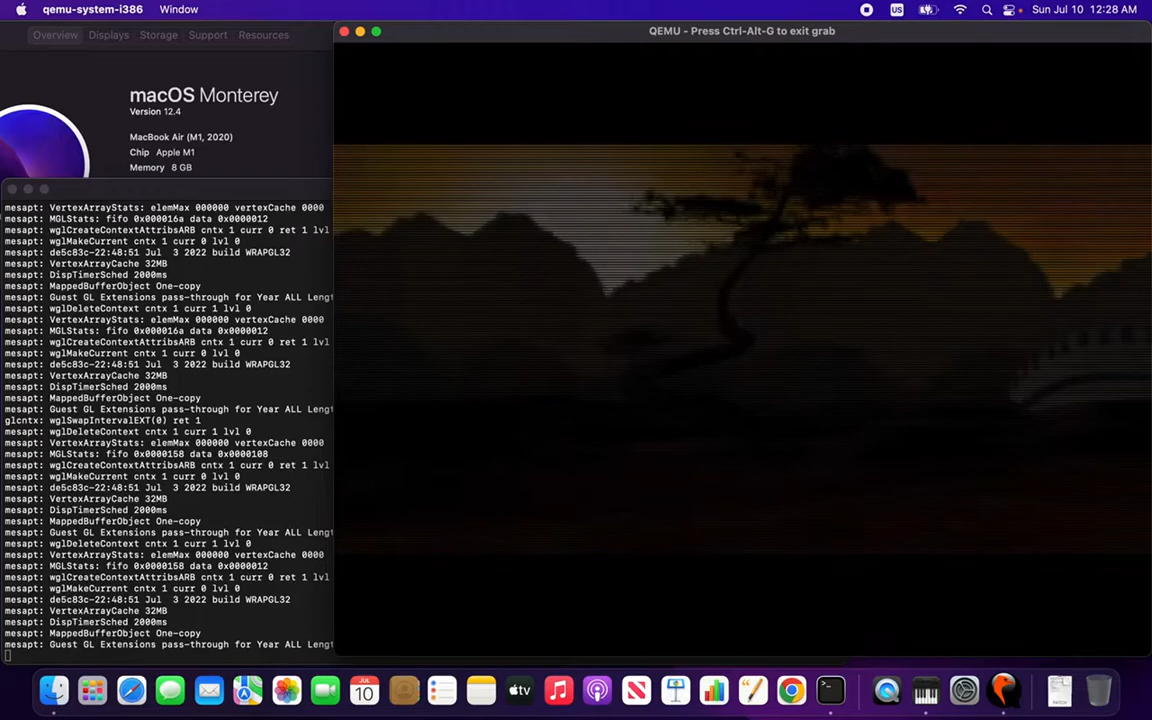 qemu-system-i386 Window
US Sun Jul 10 12:28 AM
Overview Displays Storage Support Resources
QEMU - Press Ctrl-Alt-G to exit grab
macOS Monterey
Version 12.4
MacBook Air (M1, 2020)
Chip Apple M1
Memory 8 GB
mesapt: VertexArrayStats: elemMax 000000 vertexCache 0000
mesapt: MGLStats: fifo 0x000016a data 0x0000012
mesapt: wglCreateContextAttribsARB cntx 1 curr 0 ret 1 lvl
mesapt: wglMakeCurrent cntx 1 curr 0 lvl 0
mesapt: de5c83c-22:48:51 Jul  3 2022 build WRAPGL32
mesapt: VertexArrayCache 32MB
mesapt: DispTimerSched 2000ms
mesapt: MappedBufferObject One-copy
mesapt: Guest GL Extensions pass-through for Year ALL Lengt
mesapt: wglDeleteContext cntx 1 curr 1 lvl 0
mesapt: VertexArrayStats: elemMax 000000 vertexCache 0000
mesapt: MGLStats: fifo 0x000016a data 0x0000012
mesapt: wglCreateContextAttribsARB cntx 1 curr 0 ret 1 lvl
mesapt: wglMakeCurrent cntx 1 curr 0 lvl 0
mesapt: de5c83c-22:48:51 Jul  3 2022 build WRAPGL32
mesapt: VertexArrayCache 32MB
mesapt: DispTimerSched 2000ms
mesapt: MappedBufferObject One-copy
mesapt: Guest GL Extensions pass-through for Year ALL Lengt
glcntx: wglSwapIntervalEXT(0) ret 1
mesapt: wglDeleteContext cntx 1 curr 1 lvl 0
mesapt: VertexArrayStats: elemMax 000000 vertexCache 0000
mesapt: MGLStats: fifo 0x0000158 data 0x0000108
mesapt: wglCreateContextAttribsARB cntx 1 curr 0 ret 1 lvl
mesapt: wglMakeCurrent cntx 1 curr 0 lvl 0
mesapt: de5c83c-22:48:51 Jul  3 2022 build WRAPGL32
mesapt: VertexArrayCache 32MB
mesapt: DispTimerSched 2000ms
mesapt: MappedBufferObject One-copy
mesapt: Guest GL Extensions pass-through for Year ALL Lengt
mesapt: wglDeleteContext cntx 1 curr 1 lvl 0
mesapt: VertexArrayStats: elemMax 000000 vertexCache 0000
mesapt: MGLStats: fifo 0x0000158 data 0x0000012
mesapt: wglCreateContextAttribsARB cntx 1 curr 0 ret 1 lvl
mesapt: wglMakeCurrent cntx 1 curr 0 lvl 0
mesapt: de5c83c-22:48:51 Jul  3 2022 build WRAPGL32
mesapt: VertexArrayCache 32MB
mesapt: DispTimerSched 2000ms
mesapt: MappedBufferObject One-copy
mesapt: Guest GL Extensions pass-through for Year ALL Lengt
JUL
10
tv
PATCH